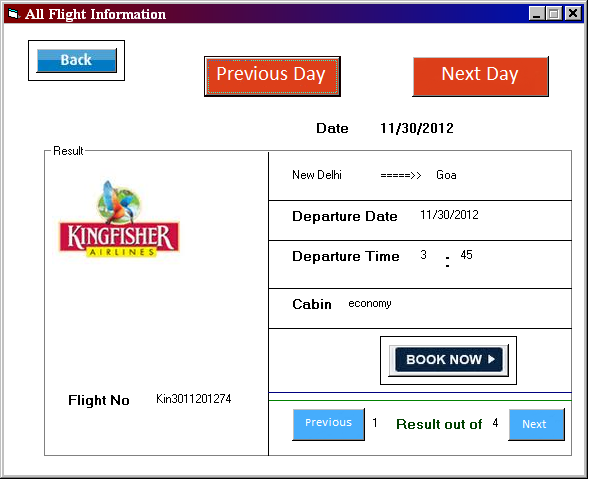 All Flight Information
Back
Previous Day
Next Day
Date 11/30/2012
Result
New Delhi =====>> Goa
KINGFISHER
AIRLINES
Departure Date 11/30/2012
Departure Time 3 : 45
Cabin economy
BOOK NOW
Flight No Kin3011201274
Previous 1 Result out of 4 Next